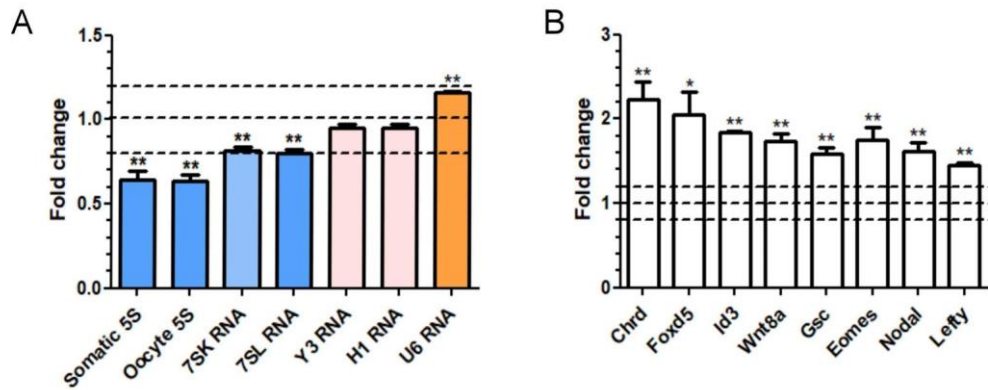 A
Fold change
1.5
1.0
0.5
0.0
**
**
**
**
**
Somatic 5S
Oocyte 5S
7SK RNA
7SL RNA
Y3 RNA
H1 RNA
U6 RNA
B
Fold change
3
2
1
0
**
*
**
**
**
**
**
**
Chrd
Foxd5
Id3
Wnt8a
Gsc
Eomes
Nodal
Lefty